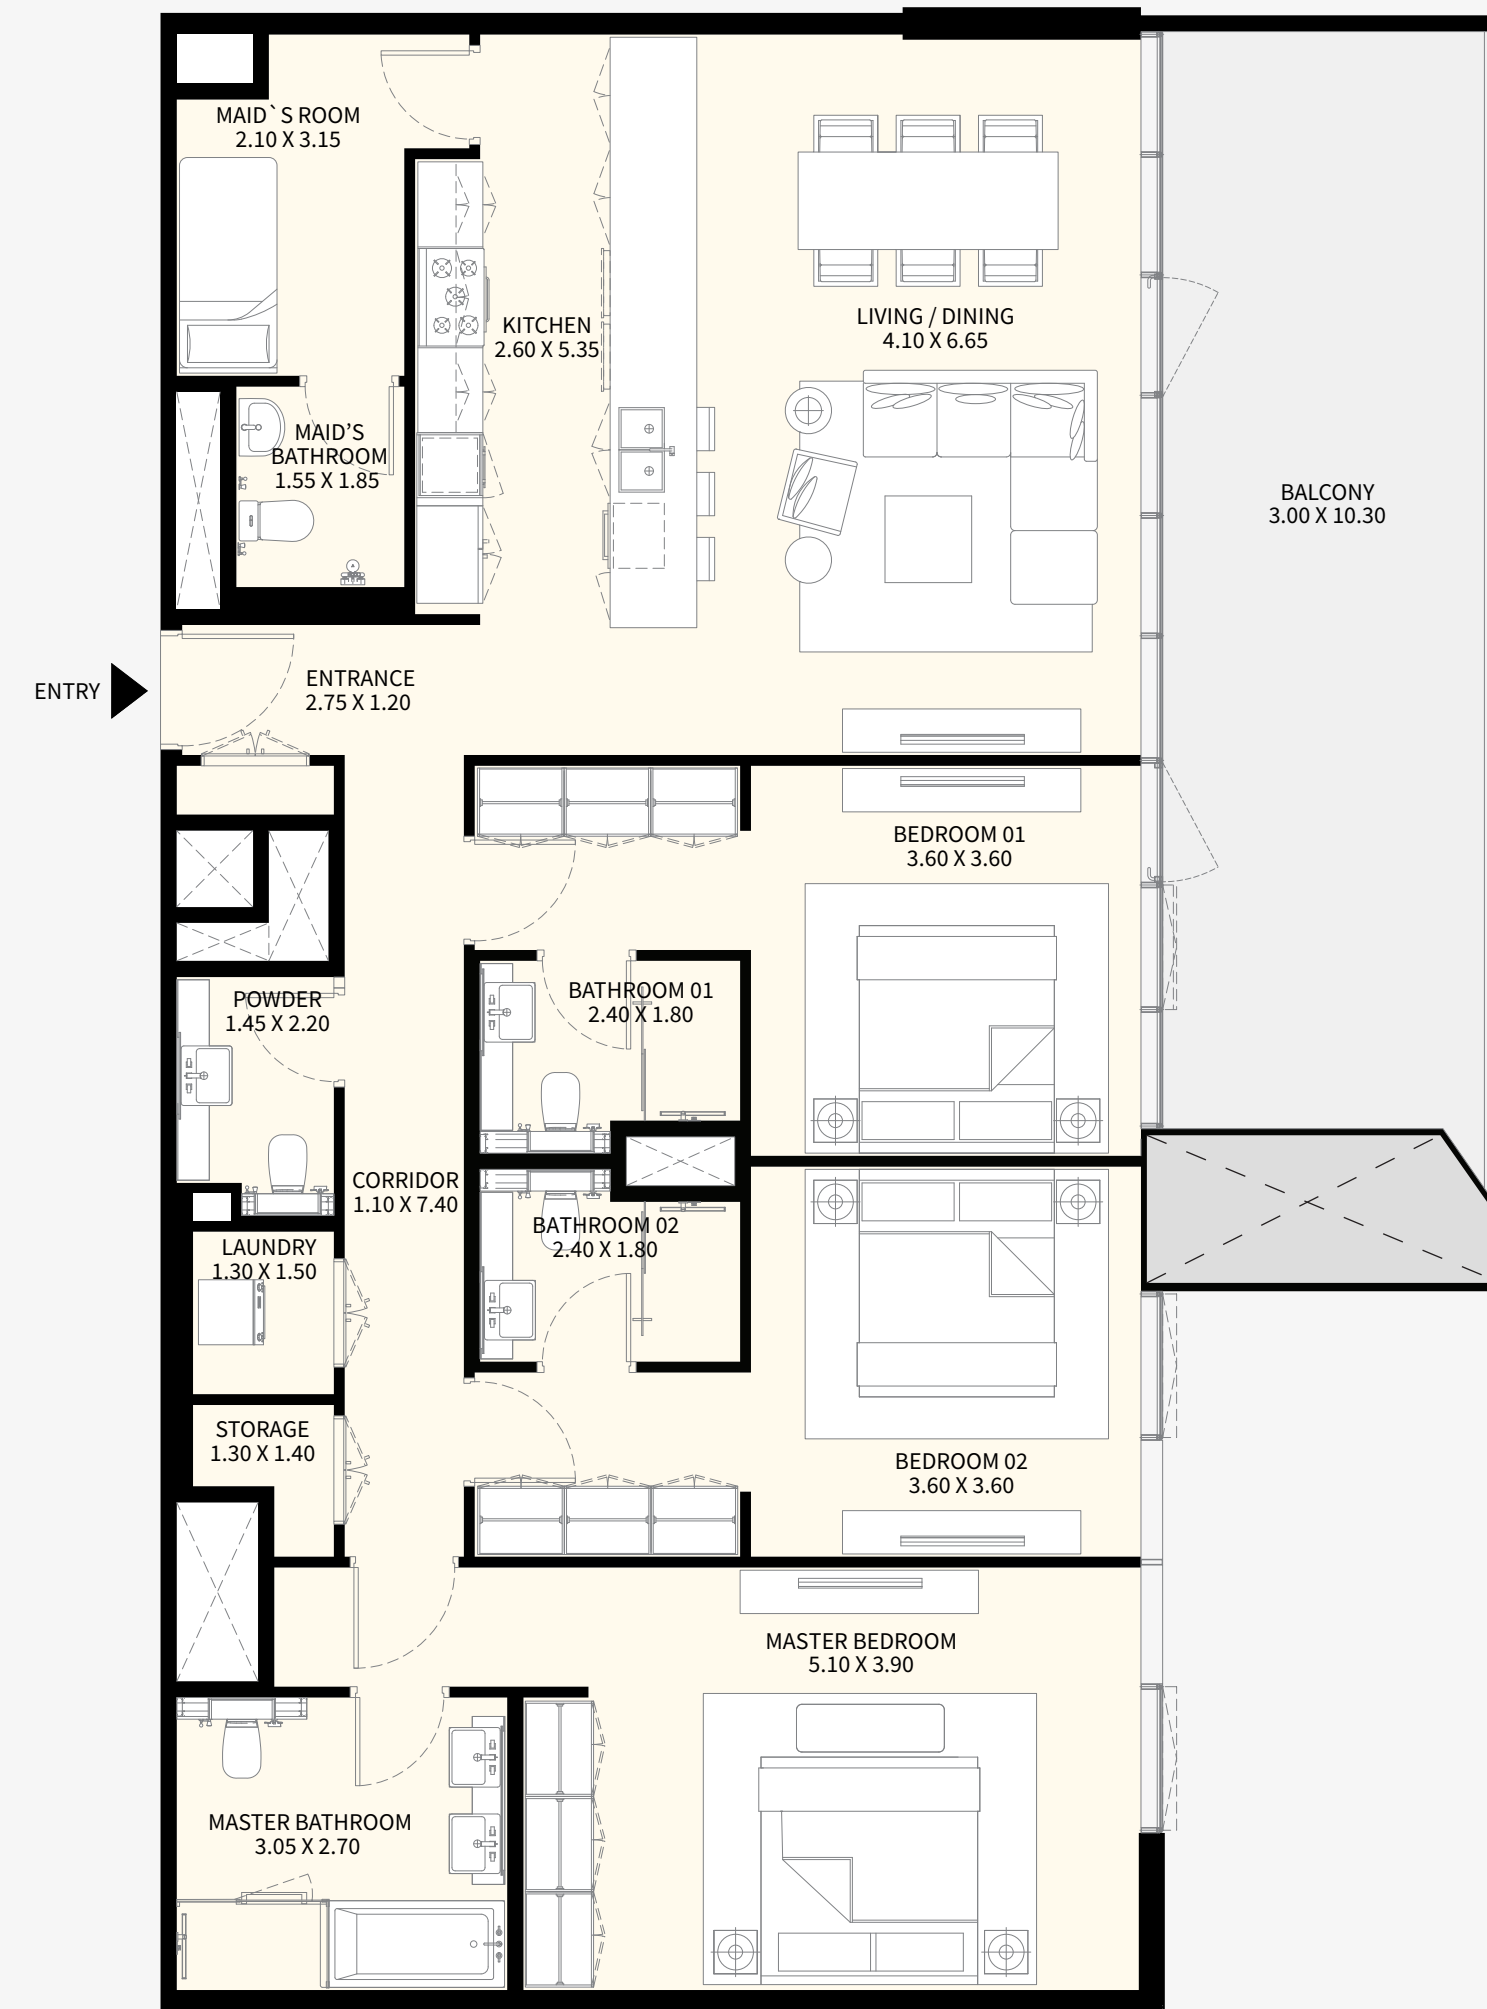 MAID`S ROOM
2.10 X 3.15
KITCHEN
2.60 X 5.35
LIVING / DINING
4.10 X 6.65
MAID’S
BATHROOM
1.55 X 1.85
BALCONY
3.00 X 10.30
ENTRY
ENTRANCE
2.75 X 1.20
BEDROOM 01
3.60 X 3.60
POWDER
1.45 X 2.20
BATHROOM 01
2.40 X 1.80
CORRIDOR
1.10 X 7.40
BATHROOM 02
2.40 X 1.80
LAUNDRY
1.30 X 1.50
STORAGE
1.30 X 1.40
BEDROOM 02
3.60 X 3.60
MASTER BEDROOM
5.10 X 3.90
MASTER BATHROOM
3.05 X 2.70